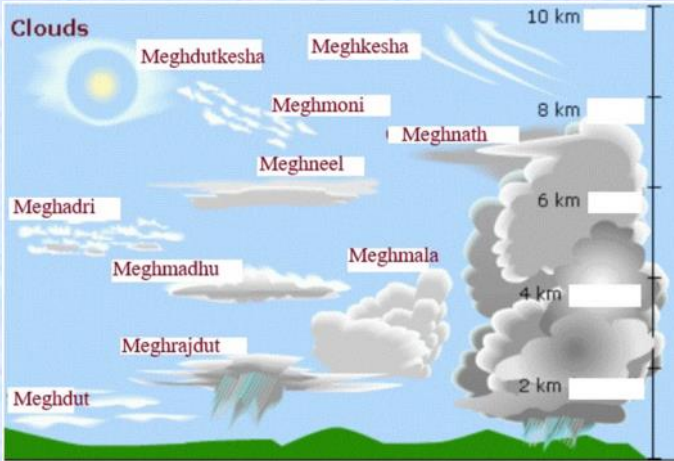 Clouds
10 km
Meghkesha
Meghdutkesha
Meghmoni
8 km
Meghnath
Meghneel
6 km
Meghadri
Meghmala
Meghmadhu
4 km
Meghrajdut
2 km
Meghdut